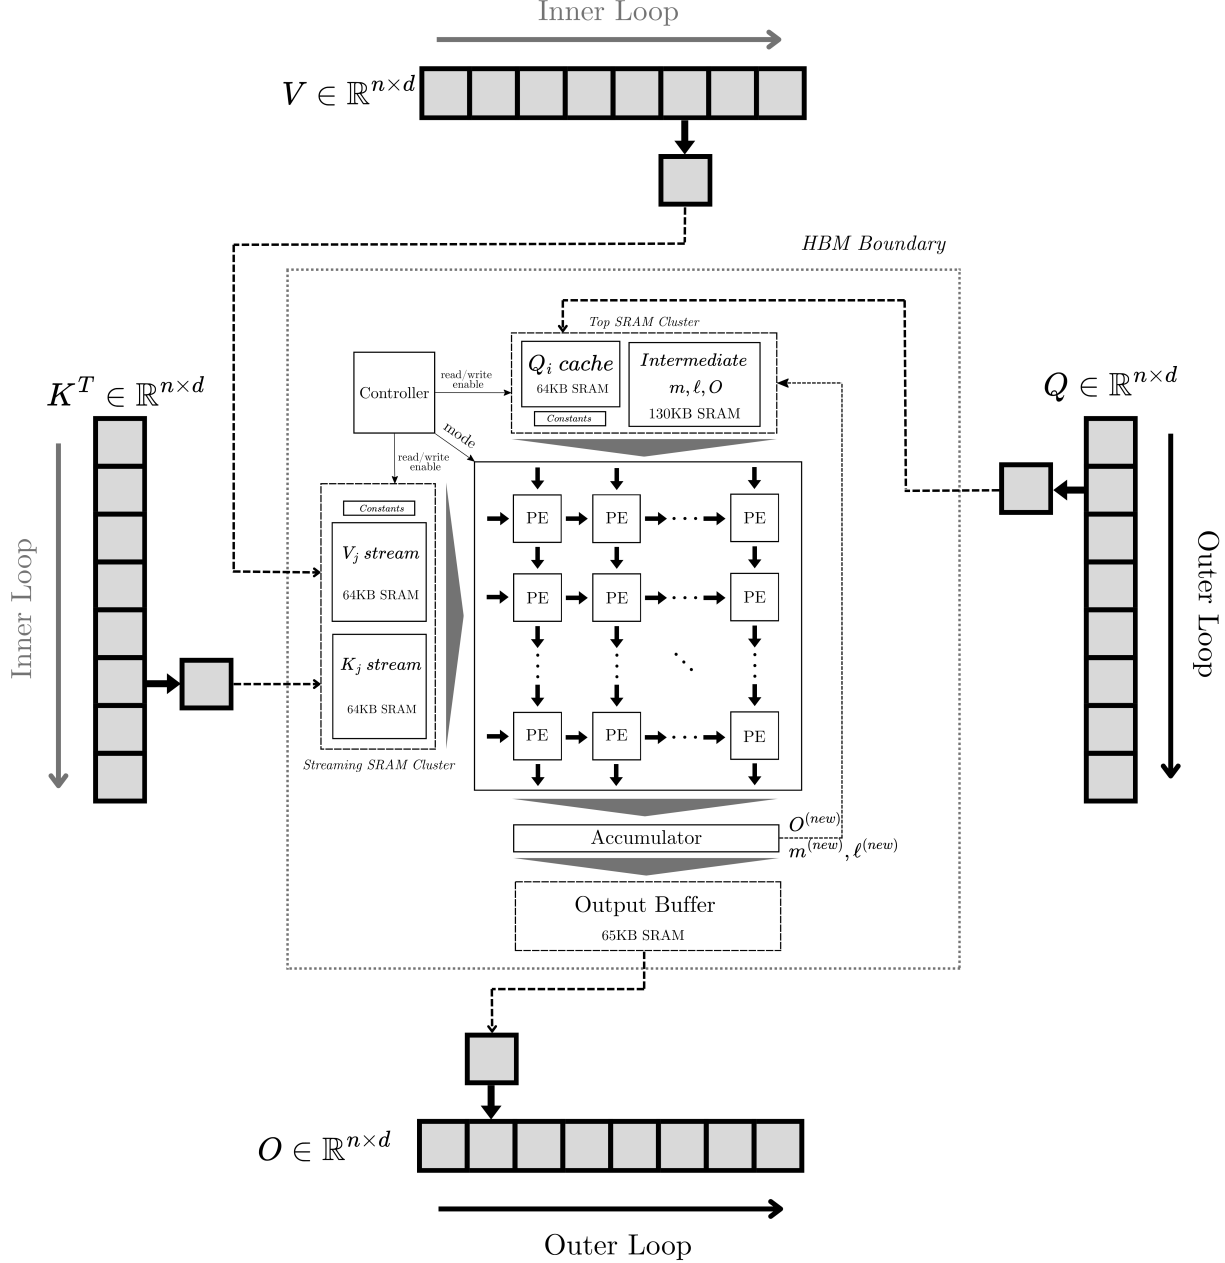 Inner Loop
V ∈ ℝ^{n×d}
HBM Boundary
Top SRAM Cluster
Q_i cache
64KB SRAM
Constants
Intermediate
m, ℓ, O
130KB SRAM
Controller
read/write
enable
mode
read/write
enable
K^T ∈ ℝ^{n×d}
Inner Loop
Q ∈ ℝ^{n×d}
Outer Loop
Constants
V_j stream
64KB SRAM
K_j stream
64KB SRAM
Streaming SRAM Cluster
PE PE · · · PE
PE PE · · · PE
PE PE · · · PE
Accumulator
O^{(new)}
m^{(new)}, ℓ^{(new)}
Output Buffer
65KB SRAM
O ∈ ℝ^{n×d}
Outer Loop